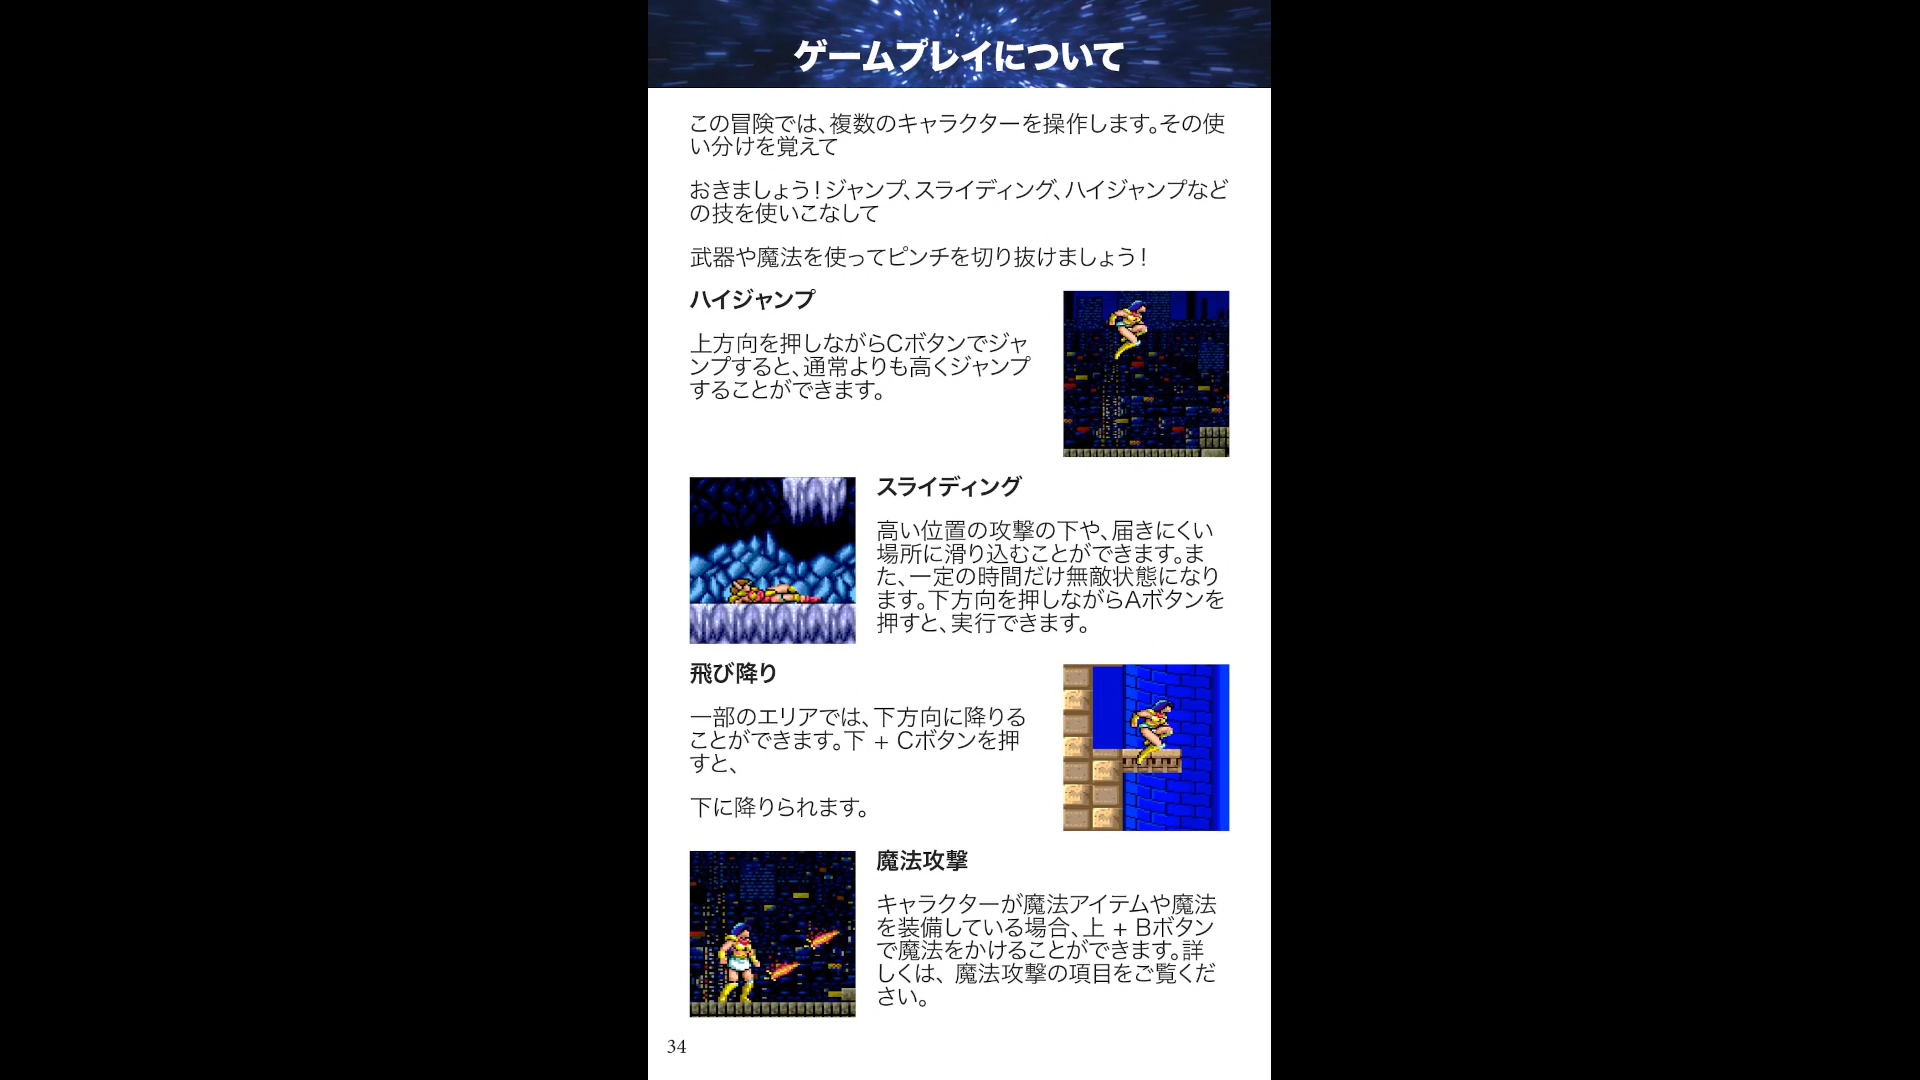 ゲームプレイについて
この冒険では、複数のキャラクターを操作します。その使
い分けを覚えて
おきましょう！ジャンプ、スライディング、ハイジャンプなど
の技を使いこなして
武器や魔法を使ってピンチを切り抜けましょう！
ハイジャンプ
上方向を押しながらCボタンでジャ
ンプすると、通常よりも高くジャンプ
することができます。
スライディング
高い位置の攻撃の下や、届きにくい
場所に滑り込むことができます。ま
た、一定の時間だけ無敵状態になり
ます。下方向を押しながらAボタンを
押すと、実行できます。
飛び降り
一部のエリアでは、下方向に降りる
ことができます。下 + Cボタンを押
すと、
下に降りられます。
魔法攻撃
キャラクターが魔法アイテムや魔法
を装備している場合、上 + Bボタン
で魔法をかけることができます。詳
しくは、 魔法攻撃の項目をご覧くだ
さい。
34